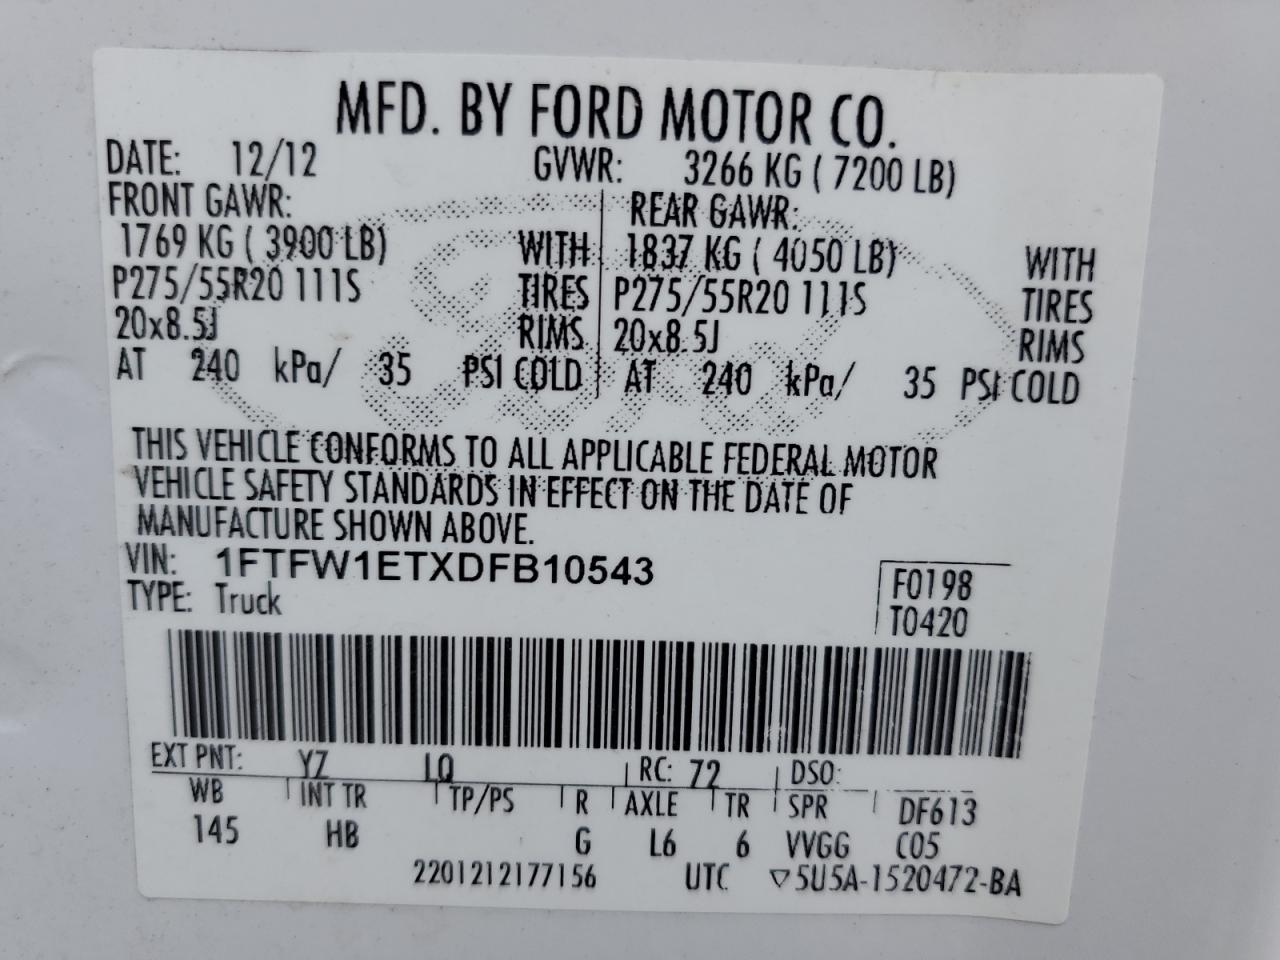 MFD. BY FORD MOTOR CO.
DATE: 12/12 GVWR: 3266 KG ( 7200 LB)
FRONT GAWR: REAR GAWR:
1769 KG ( 3900 LB) WITH 1837 KG ( 4050 LB) WITH
P275/55R20 111S TIRES P275/55R20 111S TIRES
20x8.5J RIMS 20x8.5J RIMS
AT 240 kPa/ 35 PSI COLD AT 240 kPa/ 35 PSI COLD
THIS VEHICLE CONFORMS TO ALL APPLICABLE FEDERAL MOTOR
VEHICLE SAFETY STANDARDS IN EFFECT ON THE DATE OF
MANUFACTURE SHOWN ABOVE.
VIN: 1FTFW1ETXDFB10543
TYPE: Truck
F0198
T0420
EXT PNT: YZ LQ RC: 72 DSO:
WB INT TR TP/PS R AXLE TR SPR DF613
145 HB G L6 6 VVGG C05
2201212177156 UTC ▽5U5A-1520472-BA